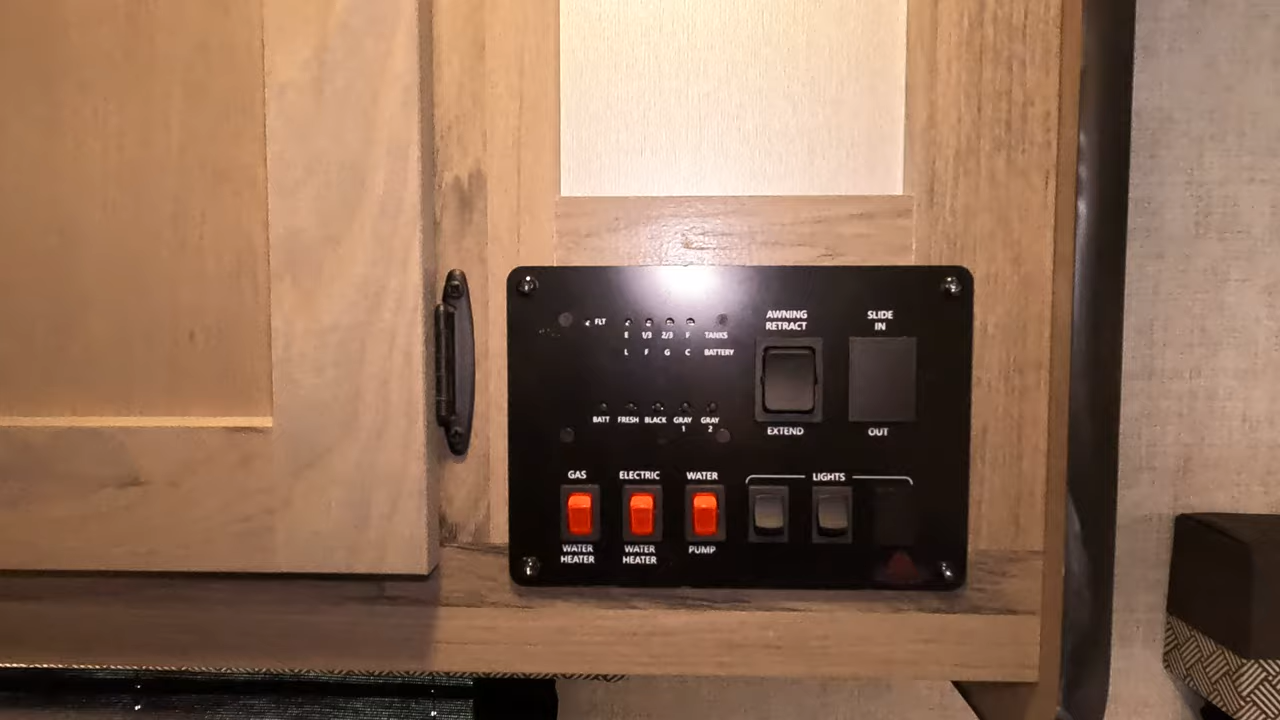 AWNING
RETRACT
SLIDE
IN
FLT
E 1/3 2/3 F TANKS
L F G C BATTERY
EXTEND
OUT
BATT FRESH BLACK GRAY 1 GRAY 2
GAS ELECTRIC WATER LIGHTS
WATER
HEATER
WATER
HEATER
PUMP